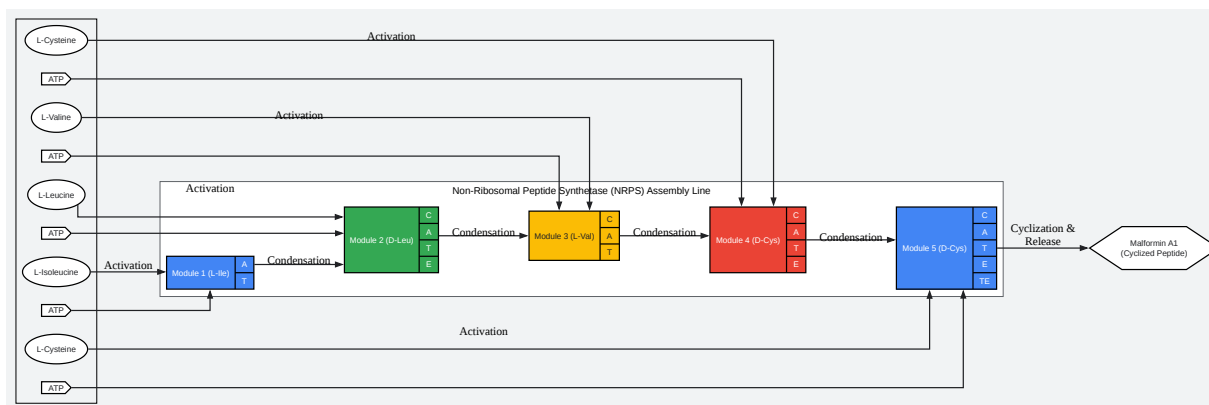 L-Cysteine
Activation
ATP
L-Valine
Activation
ATP
Activation
Non-Ribosomal Peptide Synthetase (NRPS) Assembly Line
L-Leucine
ATP
L-Isoleucine
Activation
Module 1 (L-Ile)
A
T
Condensation
Module 2 (D-Leu)
C
A
T
E
Condensation
Module 3 (L-Val)
C
A
T
Condensation
Module 4 (D-Cys)
C
A
T
E
Condensation
Module 5 (D-Cys)
C
A
T
E
TE
Cyclization &
Release
Malformin A1
(Cyclized Peptide)
ATP
Activation
L-Cysteine
ATP